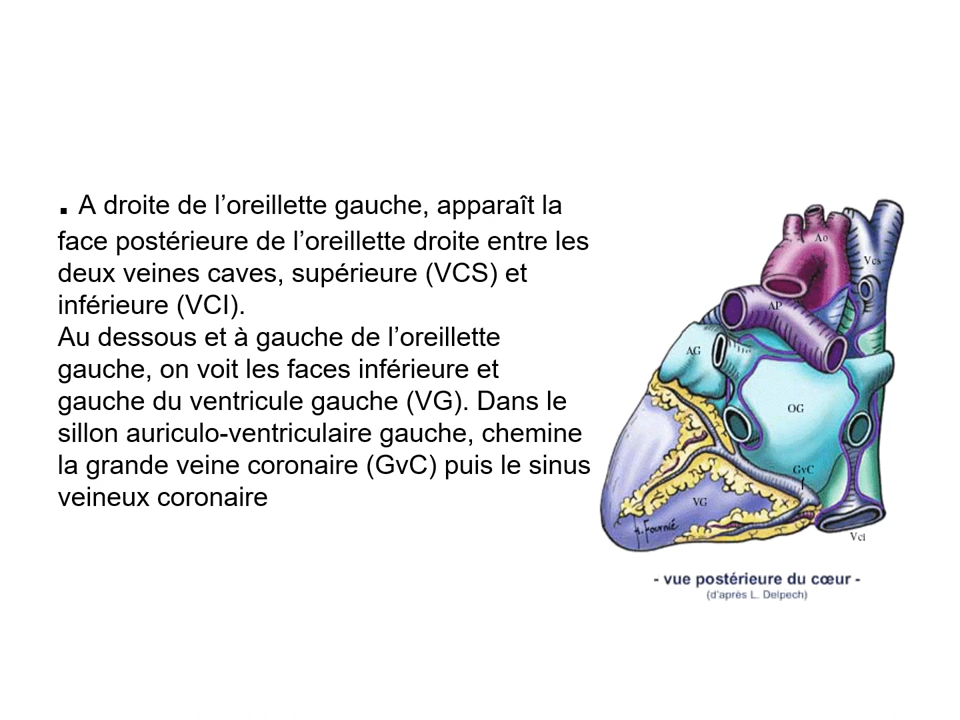 . A droite de l’oreillette gauche, apparaît la
face postérieure de l’oreillette droite entre les
deux veines caves, supérieure (VCS) et
inférieure (VCI).
Au dessous et à gauche de l’oreillette
gauche, on voit les faces inférieure et
gauche du ventricule gauche (VG). Dans le
sillon auriculo-ventriculaire gauche, chemine
la grande veine coronaire (GvC) puis le sinus
veineux coronaire
Ao
Vcs
AP
AG
OG
GvC
VG
H. Fournié
Vci
- vue postérieure du cœur -
(d’après L. Delpech)